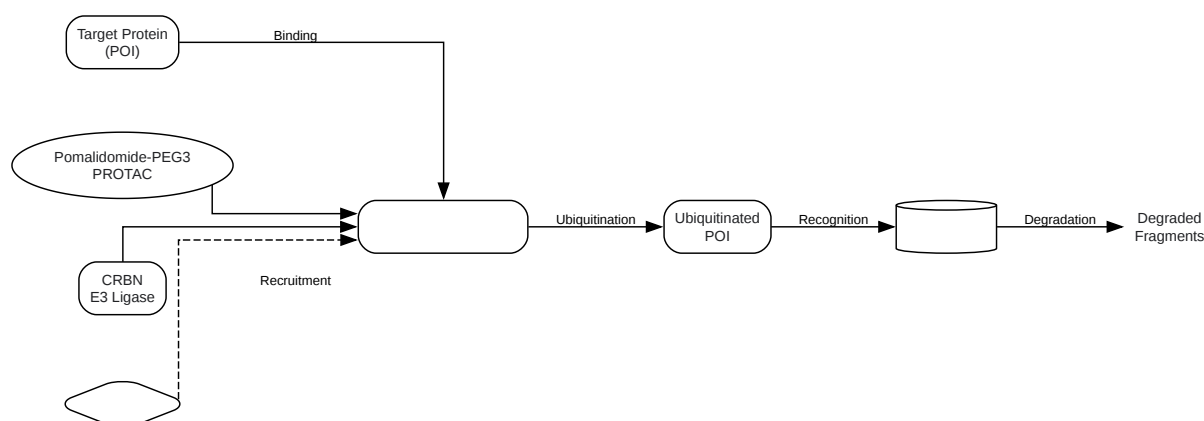 Target Protein
(POI)
Binding
Pomalidomide-PEG3
PROTAC
Ubiquitination
Ubiquitinated
POI
Recognition
Degradation
Degraded
Fragments
CRBN
E3 Ligase
Recruitment